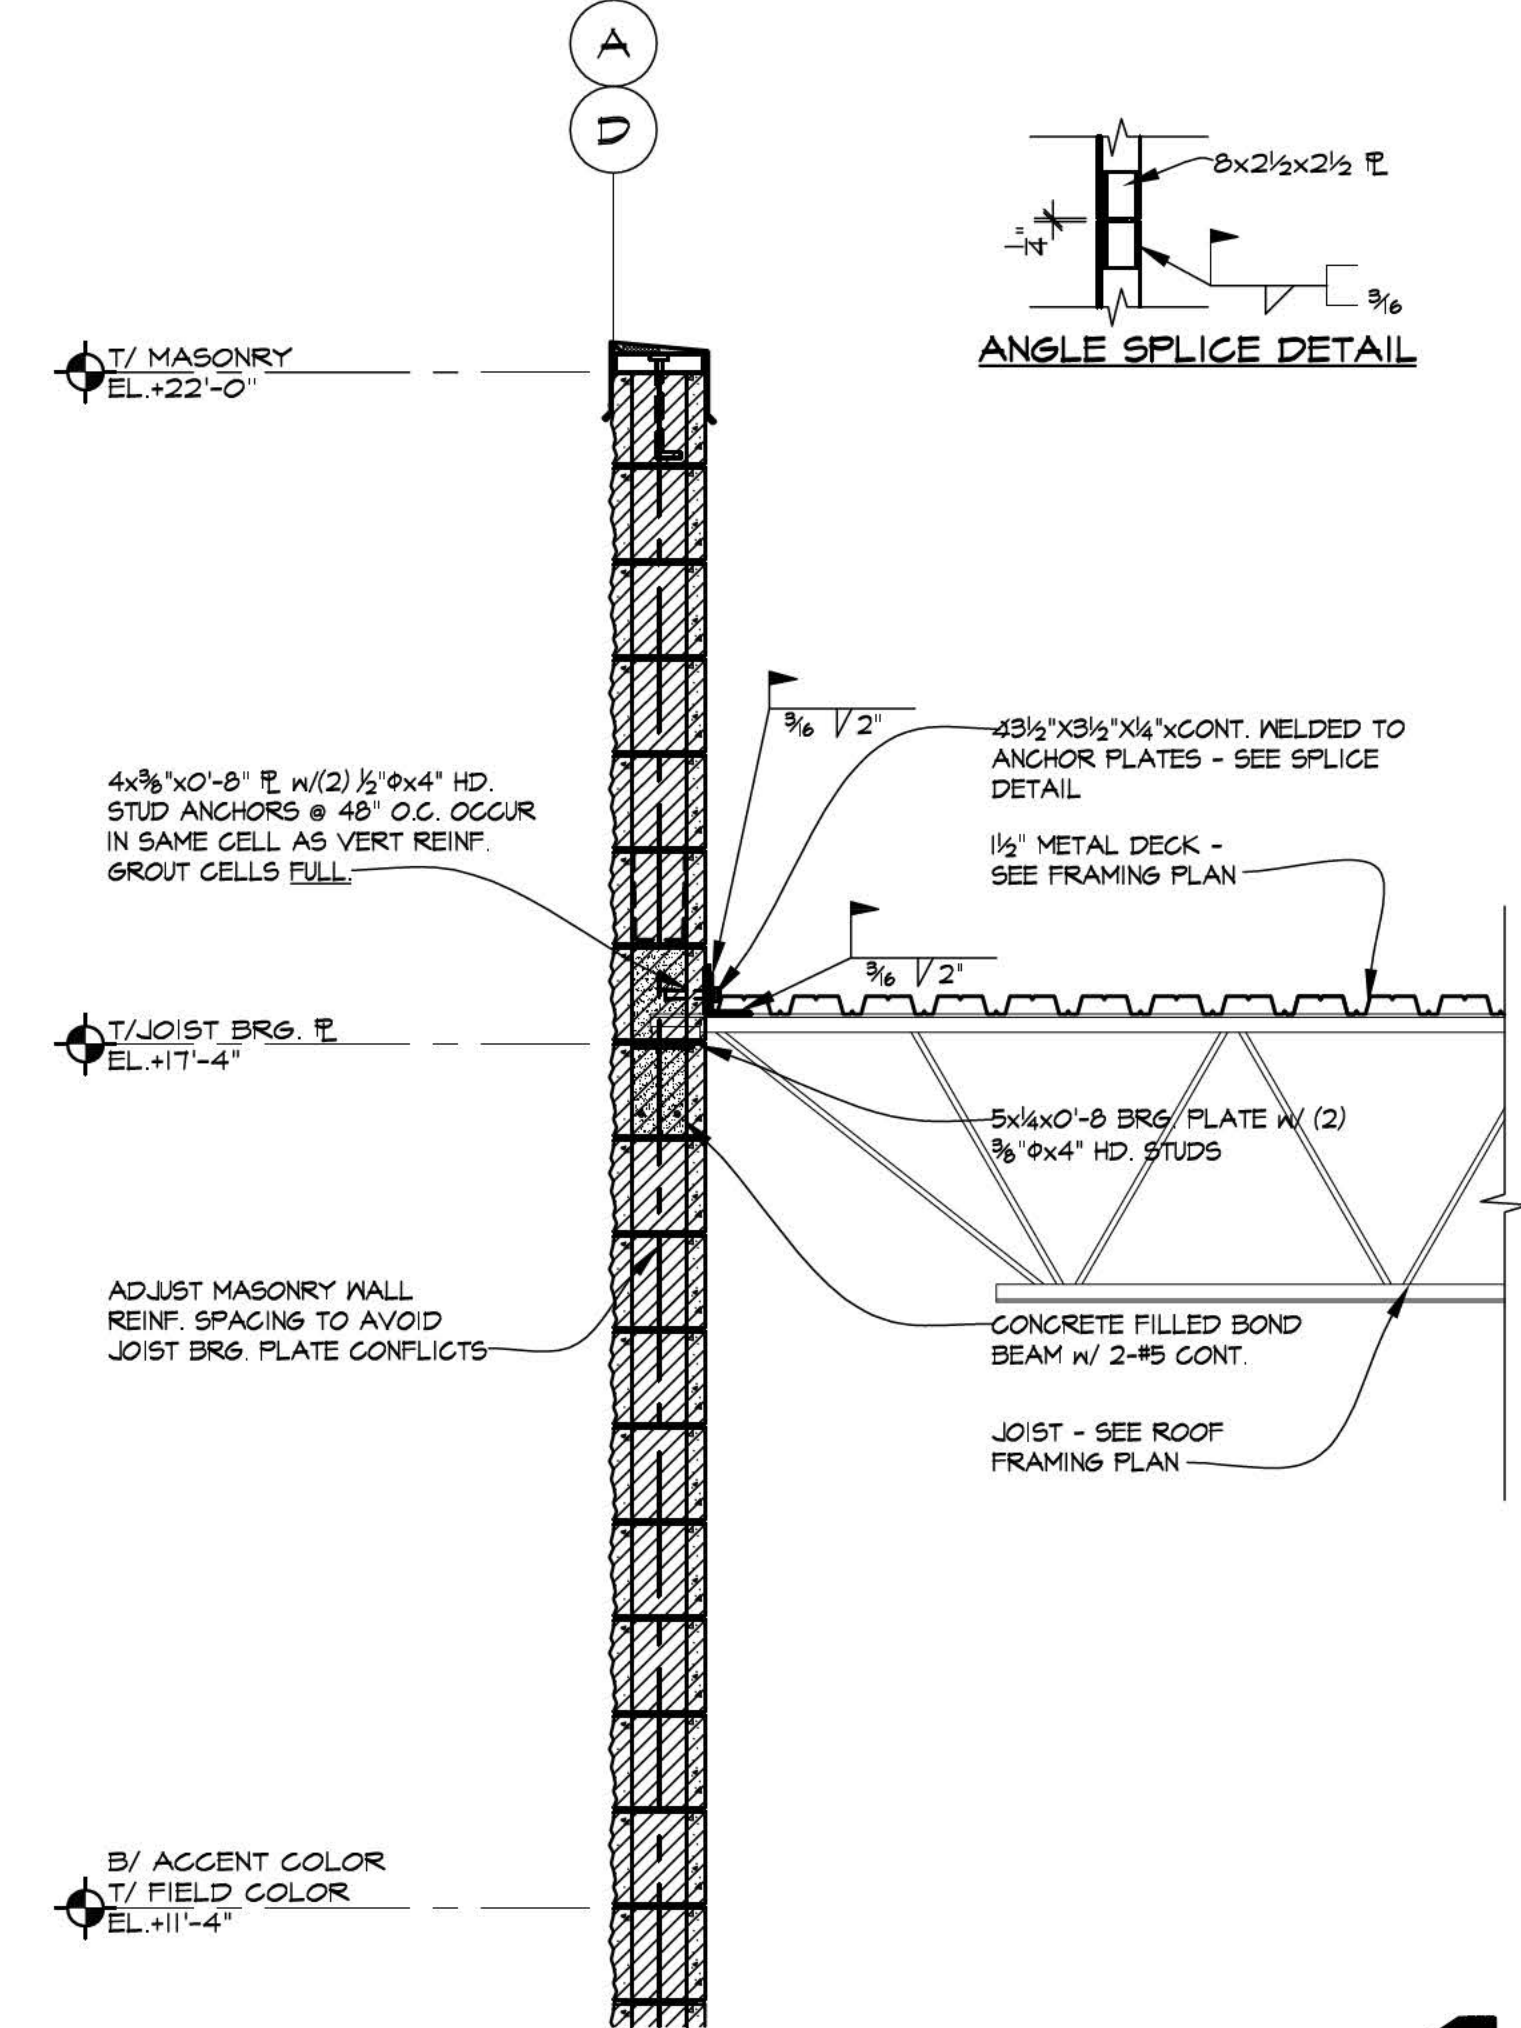 A
D
8x2½x2½ ℄
¼"
3/16
ANGLE SPLICE DETAIL
T/ MASONRY
EL.+22'-0"
3/16 2"
∠3½"X3½"X¼"xCONT. WELDED TO
ANCHOR PLATES - SEE SPLICE
DETAIL
4x⅜"x0'-8" PL w/(2) ½"Φx4" HD.
STUD ANCHORS @ 48" O.C. OCCUR
IN SAME CELL AS VERT REINF.
GROUT CELLS FULL.
1½" METAL DECK -
SEE FRAMING PLAN
3/16 2"
T/JOIST BRG. PL
EL.+17'-4"
5x¼x0'-8 BRG. PLATE w/ (2)
⅜"Φx4" HD. STUDS
ADJUST MASONRY WALL
REINF. SPACING TO AVOID
JOIST BRG. PLATE CONFLICTS
CONCRETE FILLED BOND
BEAM w/ 2-#5 CONT.
JOIST - SEE ROOF
FRAMING PLAN
B/ ACCENT COLOR
T/ FIELD COLOR
EL.+11'-4"